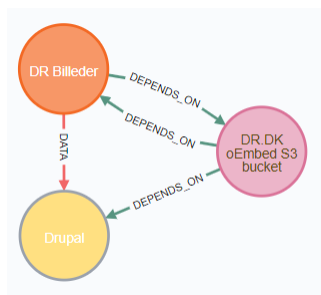 DR Billeder
DEPENDS_ON
DEPENDS_ON
DATA
DR.DK
oEmbed S3
bucket
DEPENDS_ON
Drupal